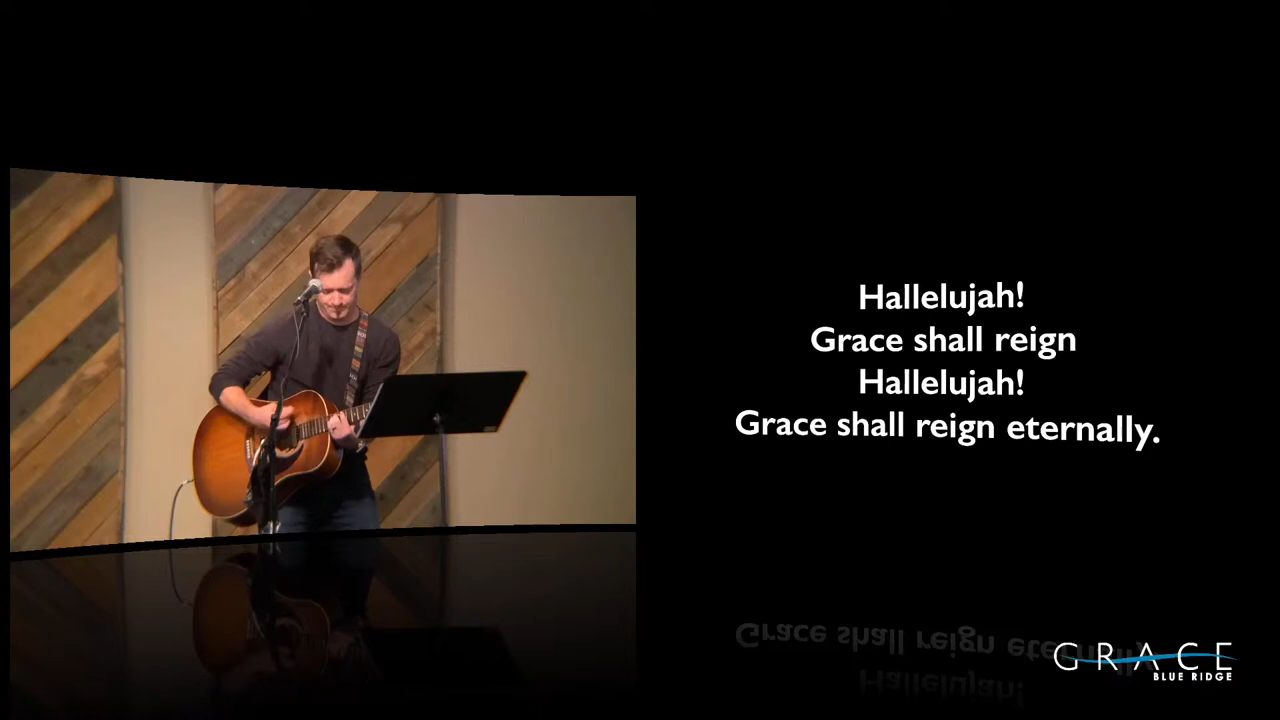 Hallelujah!
Grace shall reign
Hallelujah!
Grace shall reign eternally.
GRACE
BLUE RIDGE